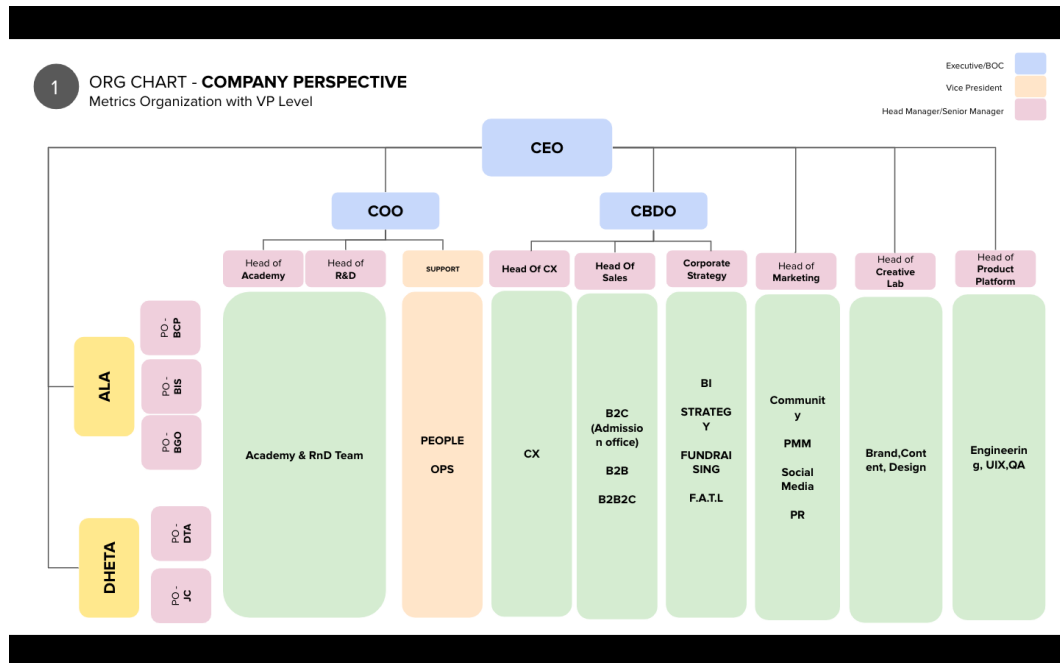 1
ORG CHART - COMPANY PERSPECTIVE
Metrics Organization with VP Level
Executive/BOC
Vice President
Head Manager/Senior Manager
CEO
COO
CBDO
Head of
Academy
Head of
R&D
SUPPORT
Head Of CX
Head Of
Sales
Corporate
Strategy
Head of
Marketing
Head of
Creative
Lab
Head of
Product
Platform
ALA
PO -
BCP
PO -
BIS
PO -
BGO
DHETA
PO -
DTA
PO -
JC
Academy & RnD Team
PEOPLE
OPS
CX
B2C
(Admissio
n office)
B2B
B2B2C
BI
STRATEG
Y
FUNDRAI
SING
F.A.T.L
Communit
y
PMM
Social
Media
PR
Brand,Cont
ent, Design
Engineerin
g, UIX,QA